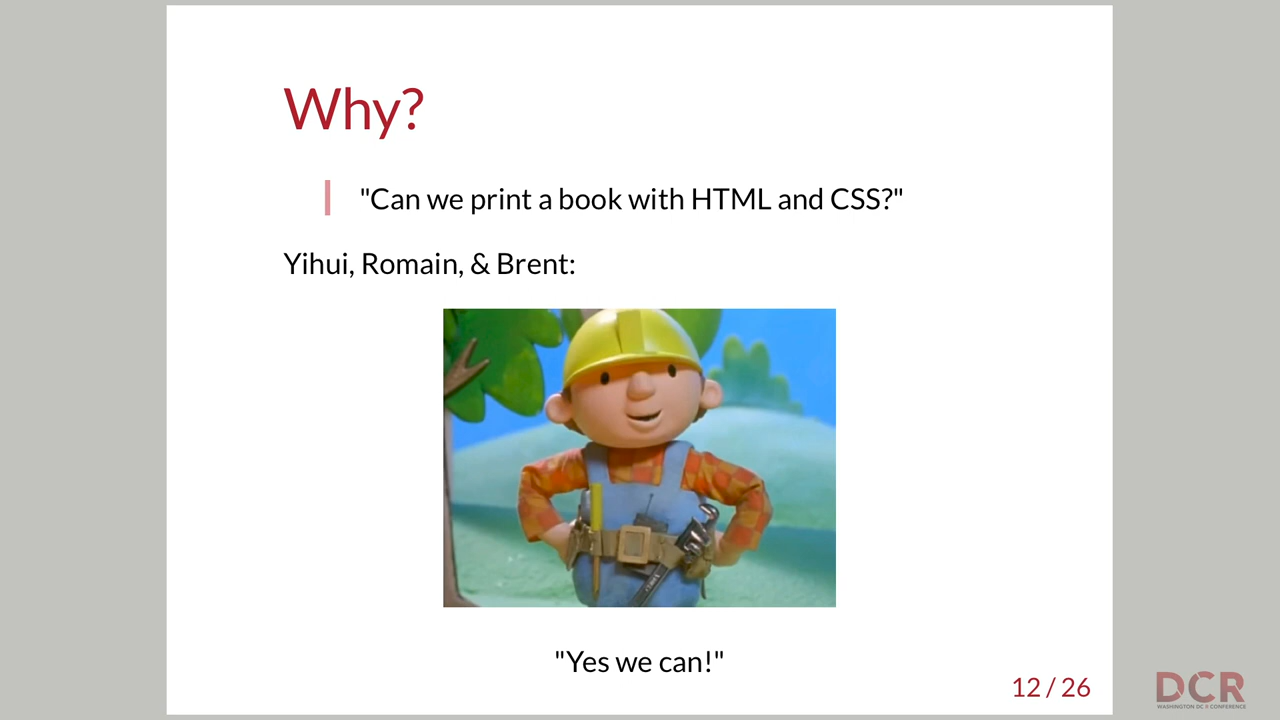 Why?
"Can we print a book with HTML and CSS?"
Yihui, Romain, & Brent:
"Yes we can!"
12 / 26
DCR
WASHINGTON DC R CONFERENCE